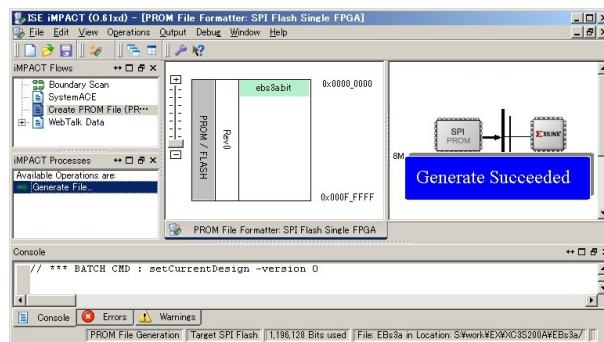 ISE iMPACT (O.61xd) - [PROM File Formatter: SPI Flash Single FPGA]
File Edit View Operations Output Debug Window Help
iMPACT Flows
Boundary Scan
SystemACE
Create PROM File (PR…
WebTalk Data
iMPACT Processes
Available Operations are:
Generate File...
PROM / FLASH
Rev0
ebs3a.bit
0x0000_0000
0x000F_FFFF
PROM File Formatter: SPI Flash Single FPGA
SPI
PROM
XILINX
8M
Generate Succeeded
Console
// *** BATCH CMD : setCurrentDesign -version 0
Console Errors Warnings
PROM File Generation Target SPI Flash 1,196,128 Bits used File: EBs3a in Location: S:¥work¥EX¥XC3S200A¥EBs3a/